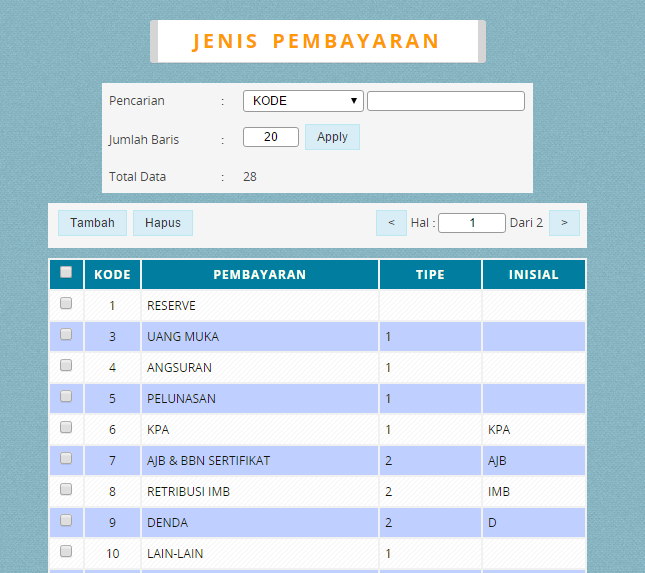 JENIS PEMBAYARAN
Pencarian : KODE
Jumlah Baris : 20 Apply
Total Data : 28
Tambah Hapus < Hal : 1 Dari 2 >
KODE PEMBAYARAN TIPE INISIAL
1 RESERVE
3 UANG MUKA 1
4 ANGSURAN 1
5 PELUNASAN 1
6 KPA 1 KPA
7 AJB & BBN SERTIFIKAT 2 AJB
8 RETRIBUSI IMB 2 IMB
9 DENDA 2 D
10 LAIN-LAIN 1